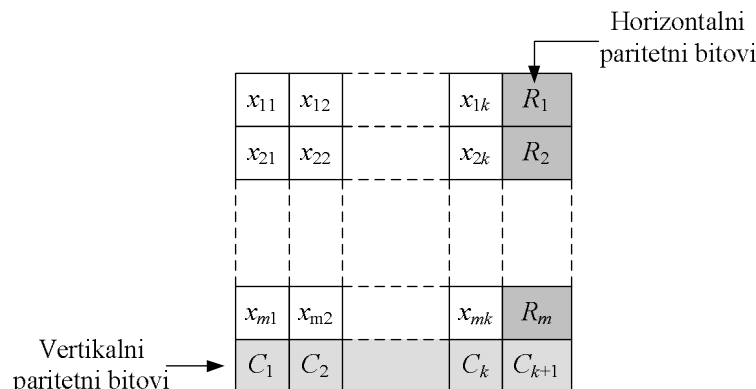 Horizontalni
paritetni bitovi
x11 x12 x1k R1
x21 x22 x2k R2
xm1 xm2 xmk Rm
Vertikalni
paritetni bitovi
C1 C2 Ck Ck+1